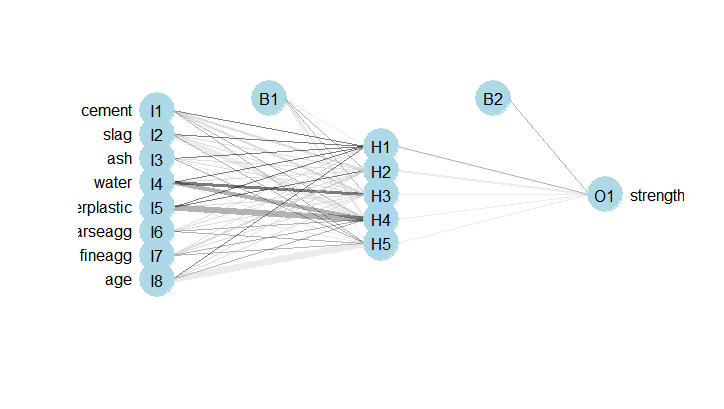 B1
B2
cement I1
slag I2
ash I3
water I4
erplastic I5
arseagg I6
fineagg I7
age I8
H1
H2
H3
H4
H5
O1 strength